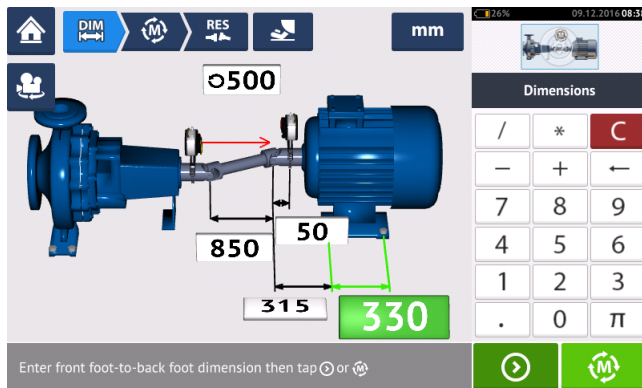 DIM
M
RES
mm
26%
09.12.2016 08:38
Dimensions
500
850
50
315
330
/ * C
− + ←
7 8 9
4 5 6
1 2 3
. 0 π
Enter front foot-to-back foot dimension then tap or M
M